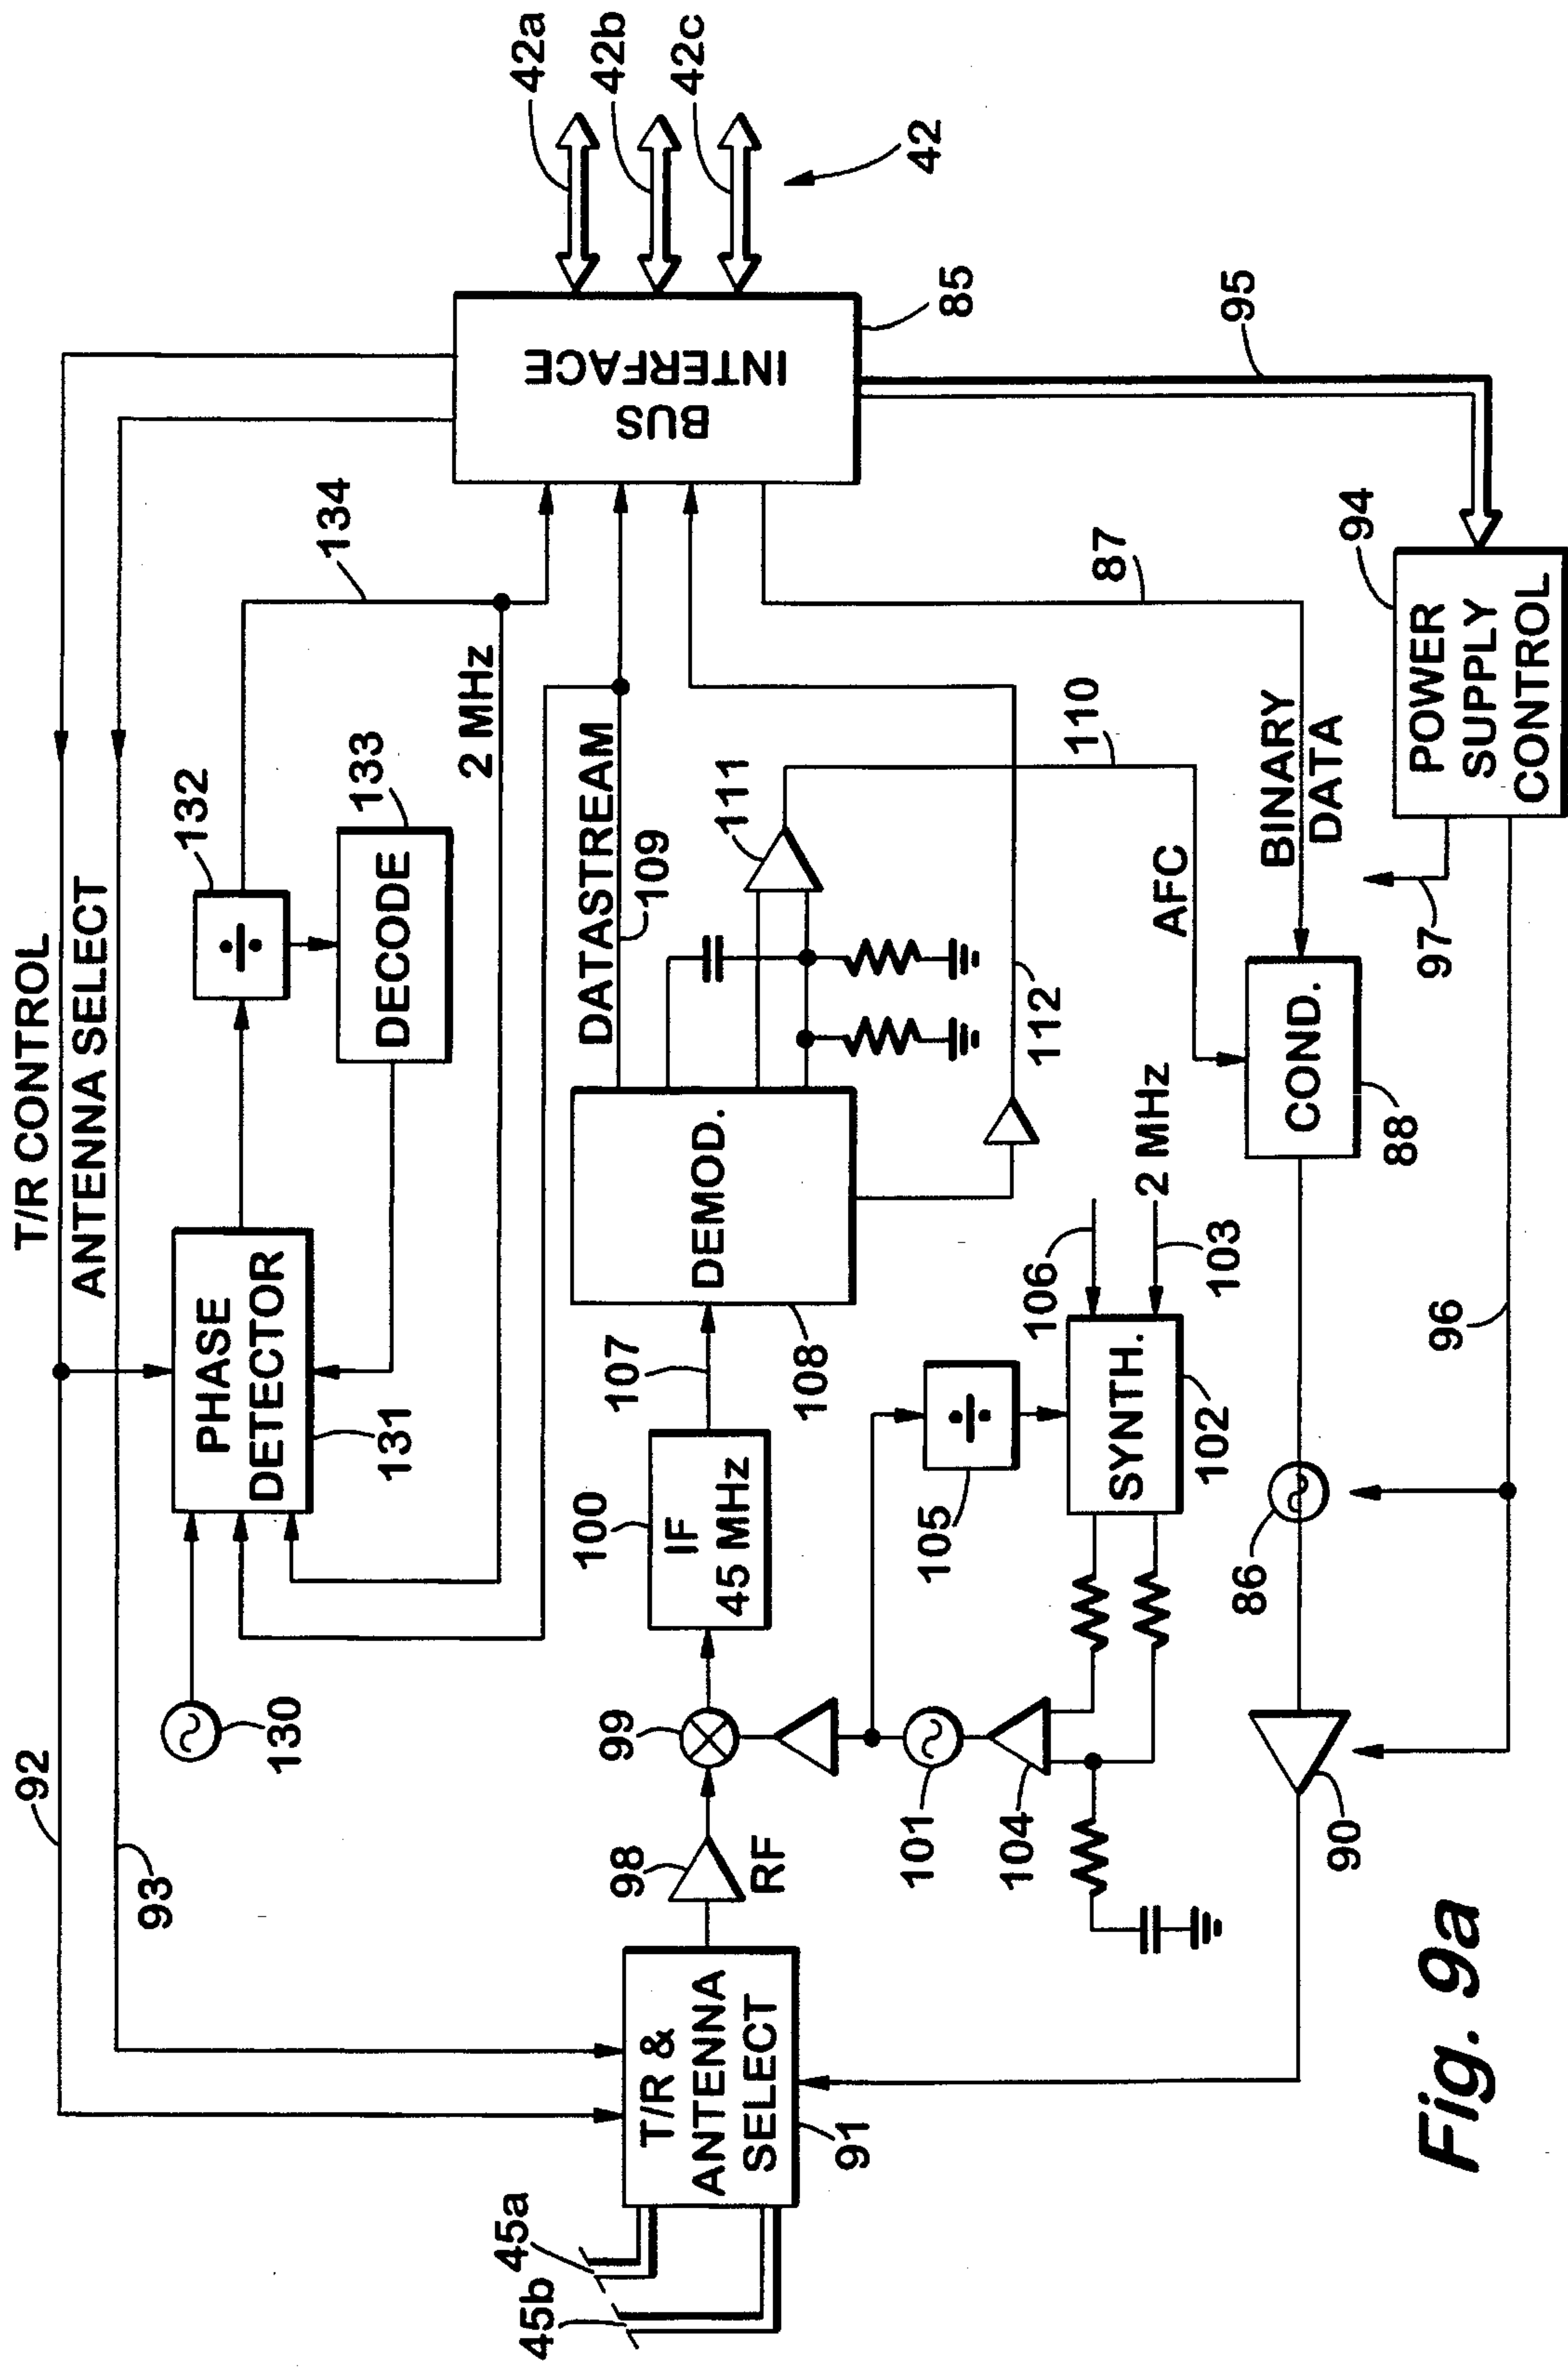 T/R CONTROL
92
ANTENNA SELECT
93
130
PHASE
DETECTOR
131
÷
132
DECODE
133
134
2 MHz
42a
42b
42c
42
BUS
INTERFACE
85
DATASTREAM
109
45a
45b
T/R &
ANTENNA
SELECT
91
98
RF
99
100
IF
45 MHz
107
DEMOD.
108
111
110
112
AFC
101
104
÷
105
106
SYNTH.
102
2 MHz
103
BINARY
DATA
87
COND.
88
86
90
95
POWER
SUPPLY
CONTROL
94
97
96
Fig. 9a